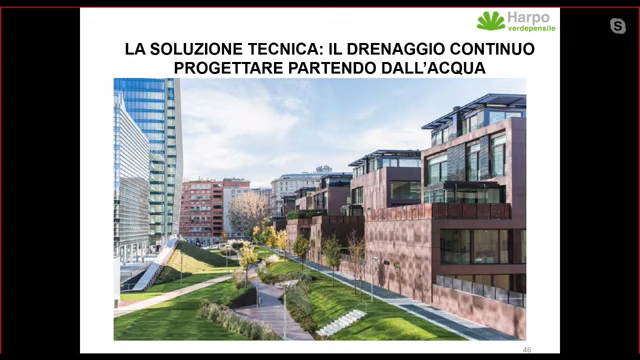 Harpo
verdepensile
LA SOLUZIONE TECNICA: IL DRENAGGIO CONTINUO
PROGETTARE PARTENDO DALL'ACQUA
46